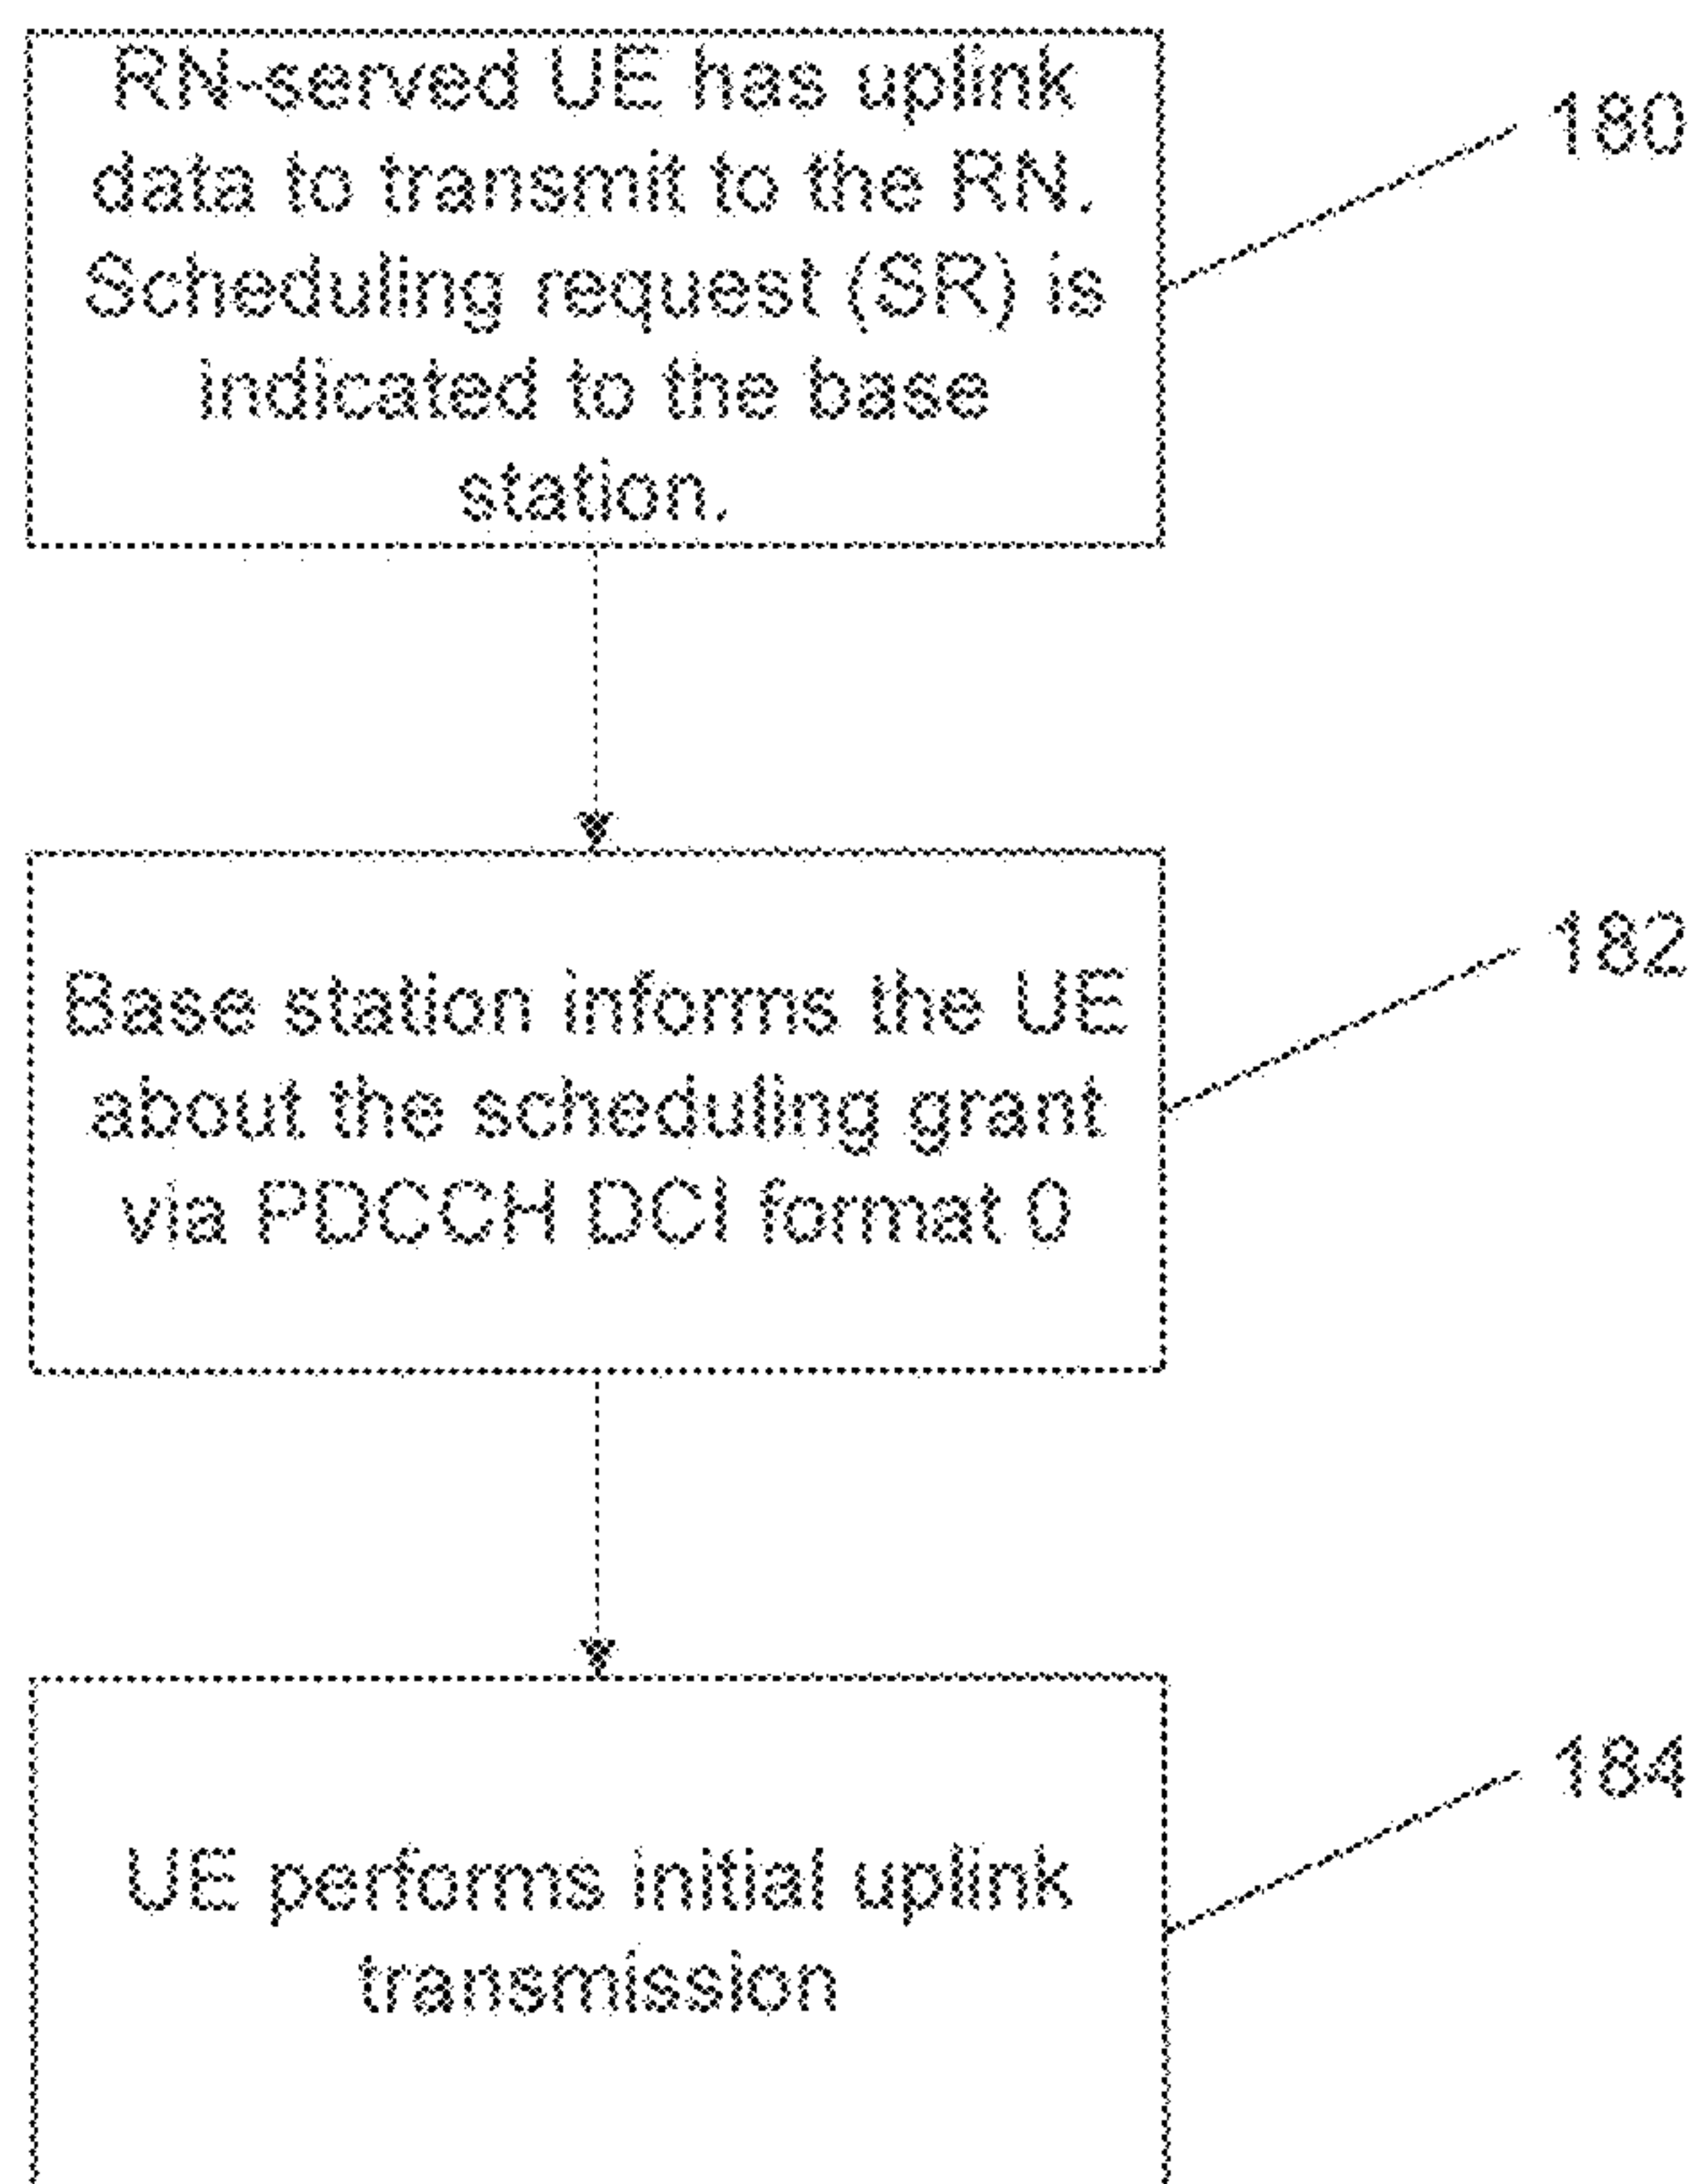 RN-served UE has uplink
data to transmit to the RN.
Scheduling request (SR) is
indicated to the base
station.
180
Base station informs the UE
about the scheduling grant
via PDCCH DCI format 0
182
UE performs initial uplink
transmission
184